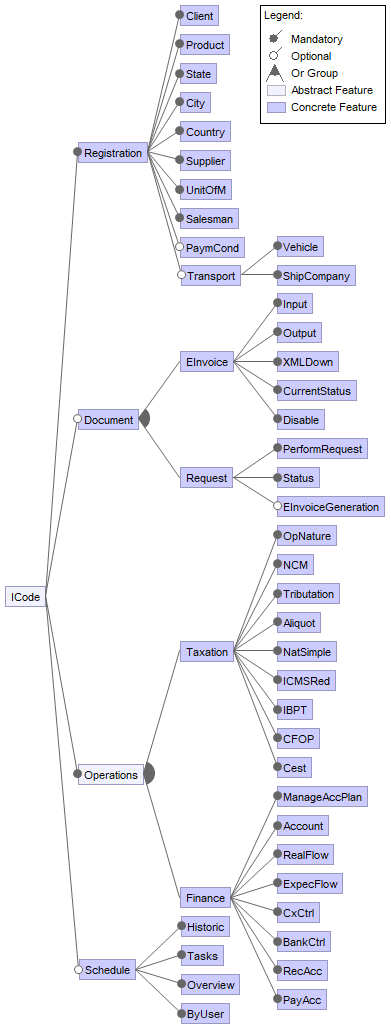 Client
Product
State
City
Country
Supplier
UnitOfM
Salesman
PaymCond
Transport
Registration
Vehicle
ShipCompany
Legend:
Mandatory
Optional
Or Group
Abstract Feature
Concrete Feature
Input
Output
XMLDown
CurrentStatus
Disable
EInvoice
Document
Request
PerformRequest
Status
EInvoiceGeneration
ICode
OpNature
NCM
Tributation
Aliquot
NatSimple
ICMSRed
IBPT
CFOP
Cest
Taxation
Operations
ManageAccPlan
Account
RealFlow
ExpecFlow
CxCtrl
BankCtrl
RecAcc
PayAcc
Finance
Historic
Tasks
Overview
ByUser
Schedule